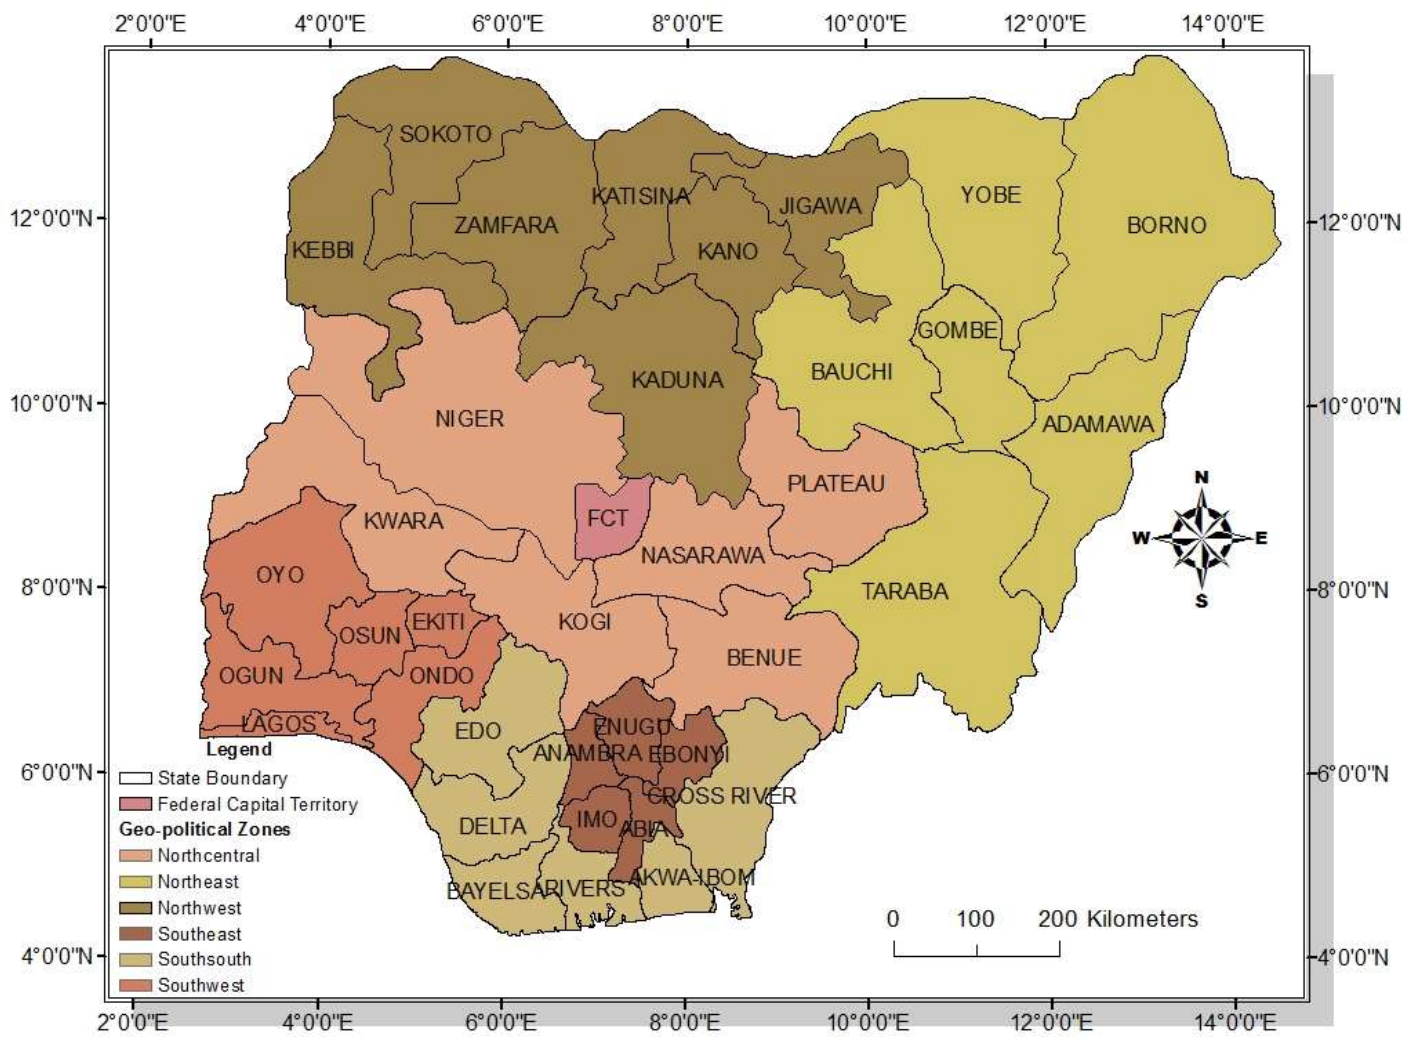 2°0'0"E 4°0'0"E 6°0'0"E 8°0'0"E 10°0'0"E 12°0'0"E 14°0'0"E
SOKOTO
KATISINA
JIGAWA
YOBE
12°0'0"N
12°0'0"N
ZAMFARA
BORNO
KEBBI
KANO
GOMBE
BAUCHI
KADUNA
10°0'0"N
10°0'0"N
NIGER
ADAMAWA
PLATEAU
N
FCT
KWARA
W E
NASARAWA
OYO
8°0'0"N
8°0'0"N
TARABA
S
KOGI
EKITI
OSUN
BENUE
OGUN
ONDO
LAGOS
EDO
ENUGU
ANAMBRA
EBONYI
6°0'0"N
6°0'0"N
CROSS RIVER
IMO
ABIA
DELTA
AKWA-IBOM
BAYELSA
RIVERS
Legend
State Boundary
Federal Capital Territory
Geo-political Zones
Northcentral
Northeast
Northwest
Southeast
Southsouth
Southwest
0 100 200 Kilometers
4°0'0"N
4°0'0"N
2°0'0"E 4°0'0"E 6°0'0"E 8°0'0"E 10°0'0"E 12°0'0"E 14°0'0"E